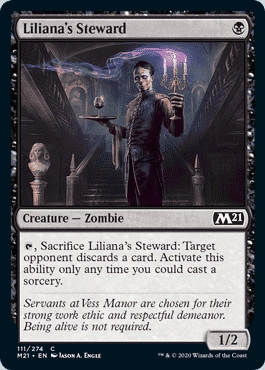 Liliana's Steward
Creature — Zombie
M21
, Sacrifice Liliana's Steward: Target
opponent discards a card. Activate this
ability only any time you could cast a
sorcery.
Servants at Vess Manor are chosen for their
strong work ethic and respectful demeanor.
Being alive is not required.
1/2
111/274 C
M21 • EN Jason A. Engle
™ & © 2020 Wizards of the Coast